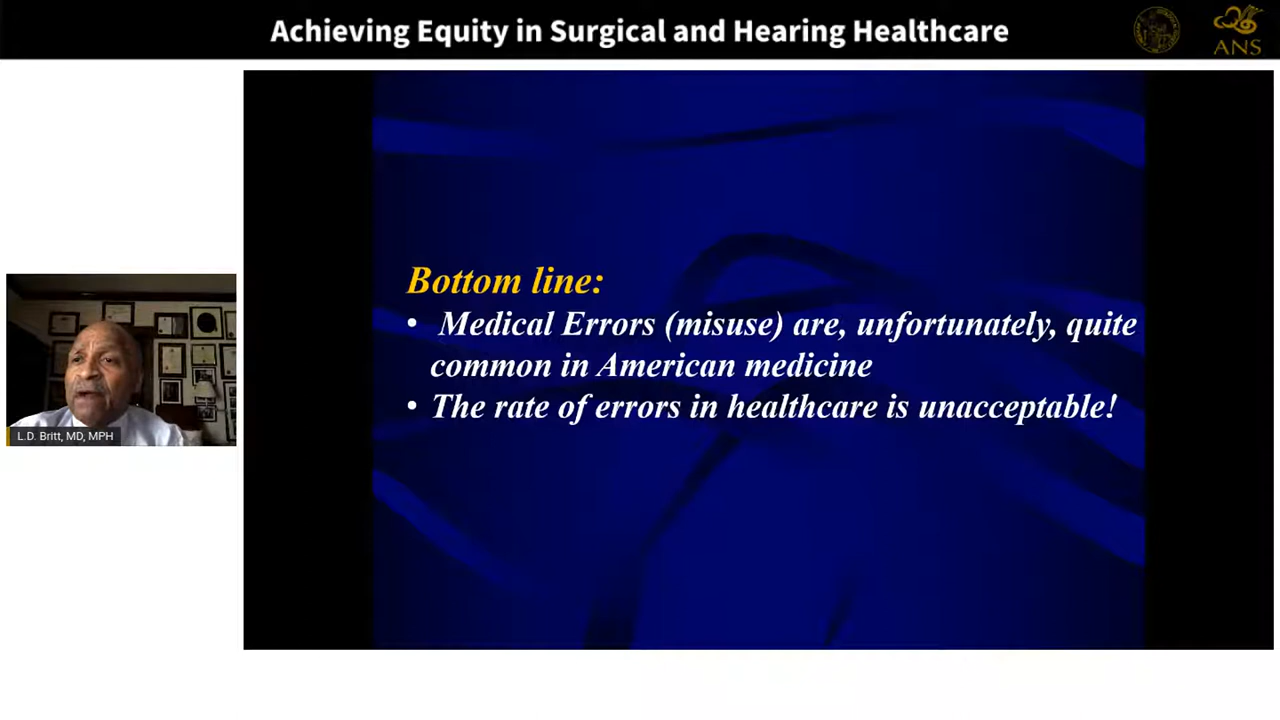 Achieving Equity in Surgical and Hearing Healthcare
ANS
Bottom line:
• Medical Errors (misuse) are, unfortunately, quite
common in American medicine
• The rate of errors in healthcare is unacceptable!
L.D. Britt, MD, MPH